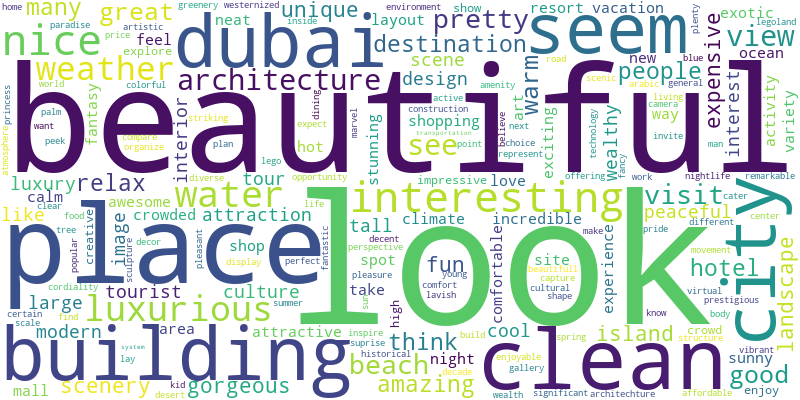 home
paradise
greenery
westernized
environment
show
plenty
legoland
many
great
artistic
inside
price
unique
layout
resort
vacation
exotic
nice
dubai
neat
feel
explore
destination
scene
seem
new
blue
view
ocean
weather
architecture
pretty
design
warm
people
expensive
road
scenic
arabic
general
activity
variety
princess
world
colorful
palm
want
peek
fantasy
interior
striking
compare
organize
plan
beautiful
dining
hot
expect
marvel
lego
stunning
shopping
see
active
construction
transportation
point
art
believe
next
choice
represent
exciting
wealthy
technology
living
camera
way
invite
man
fancy
interest
atmosphere
luxury
calm
clear
like
food
tree
relax
awesome
crowded
decor
water
tour
attraction
diverse
opportunity
life
interesting
impressive
love
climate
incredible
offering
work
visit
peaceful
nightlife
cater
remarkable
different
center
pride
place
popular
creative
sculpture
image
pleasant
shop
display
perfect
fantastic
look
tall
decent
perspective
spot
pleasure
take
fun
young
comfort
lavish
comfortable
site
beautifull
capture
cultural
shape
make
experience
hotel
movement
virtual
prestigious
city
landscape
cordiality
large
certain
scale
find
tourist
luxurious
culture
summer
sun
modern
area
attractive
inspire
suprise
high
historical
think
build
cool
spring
island
know
body
crowd
structure
vibrant
sunny
building
lay
system
mall
scenery
kid
desert
gorgeous
beach
night
amazing
decade
wealth
clean
enjoyable
gallery
significant
architechture
affordable
good
enjoy